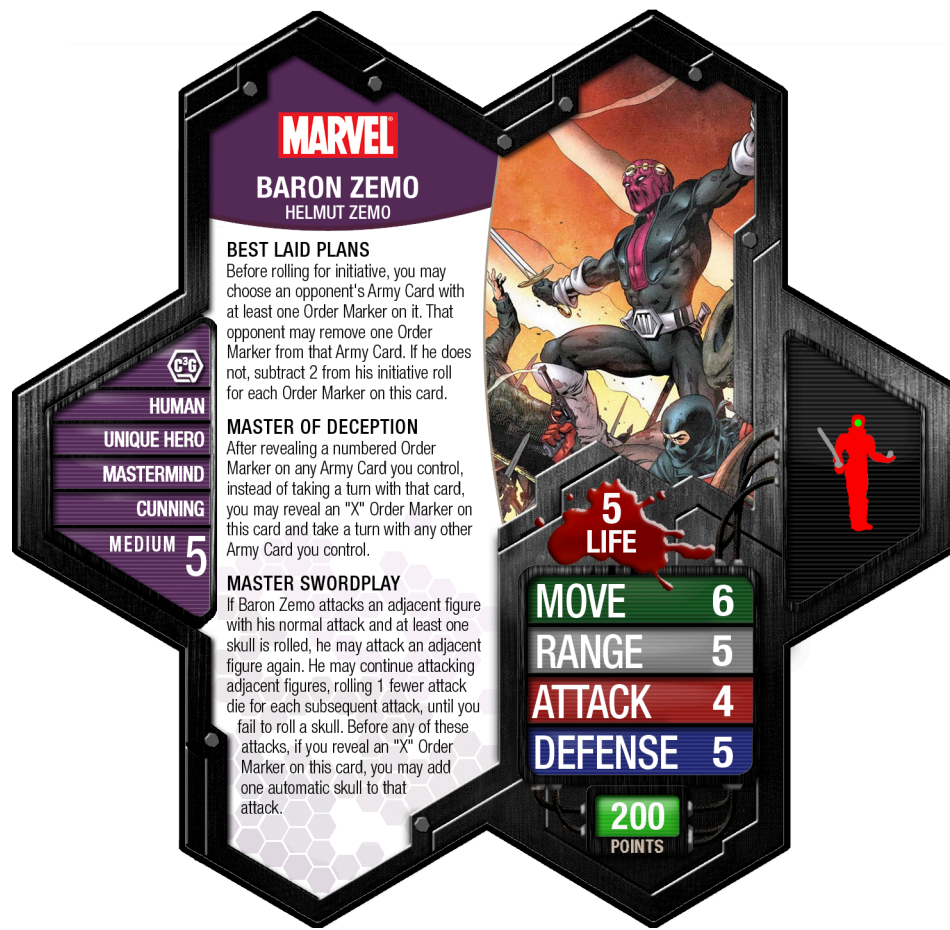 MARVEL
BARON ZEMO
HELMUT ZEMO
BEST LAID PLANS
Before rolling for initiative, you may
choose an opponent's Army Card with
at least one Order Marker on it. That
opponent may remove one Order
Marker from that Army Card. If he does
not, subtract 2 from his initiative roll
for each Order Marker on this card.
MASTER OF DECEPTION
After revealing a numbered Order
Marker on any Army Card you control,
instead of taking a turn with that card,
you may reveal an "X" Order Marker on
this card and take a turn with any other
Army Card you control.
MASTER SWORDPLAY
If Baron Zemo attacks an adjacent figure
with his normal attack and at least one
skull is rolled, he may attack an adjacent
figure again. He may continue attacking
adjacent figures, rolling 1 fewer attack
die for each subsequent attack, until you
fail to roll a skull. Before any of these
attacks, if you reveal an "X" Order
Marker on this card, you may add
one automatic skull to that
attack.
C³G
HUMAN
UNIQUE HERO
MASTERMIND
CUNNING
MEDIUM 5
5
LIFE
MOVE 6
RANGE 5
ATTACK 4
DEFENSE 5
200
POINTS